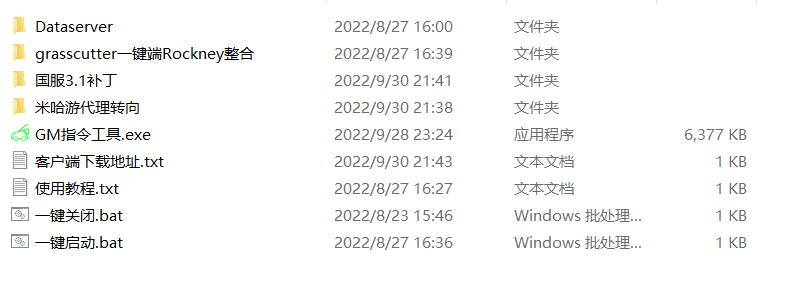 Dataserver 2022/8/27 16:00 文件夹
grasscutter一键端Rockney整合 2022/8/27 16:39 文件夹
国服3.1补丁 2022/9/30 21:41 文件夹
米哈游代理转向 2022/9/30 21:38 文件夹
GM指令工具.exe 2022/9/28 23:24 应用程序 6,377 KB
客户端下载地址.txt 2022/9/30 21:43 文本文档 1 KB
使用教程.txt 2022/8/27 16:27 文本文档 1 KB
一键关闭.bat 2022/8/23 15:46 Windows 批处理... 1 KB
一键启动.bat 2022/8/27 16:36 Windows 批处理... 1 KB